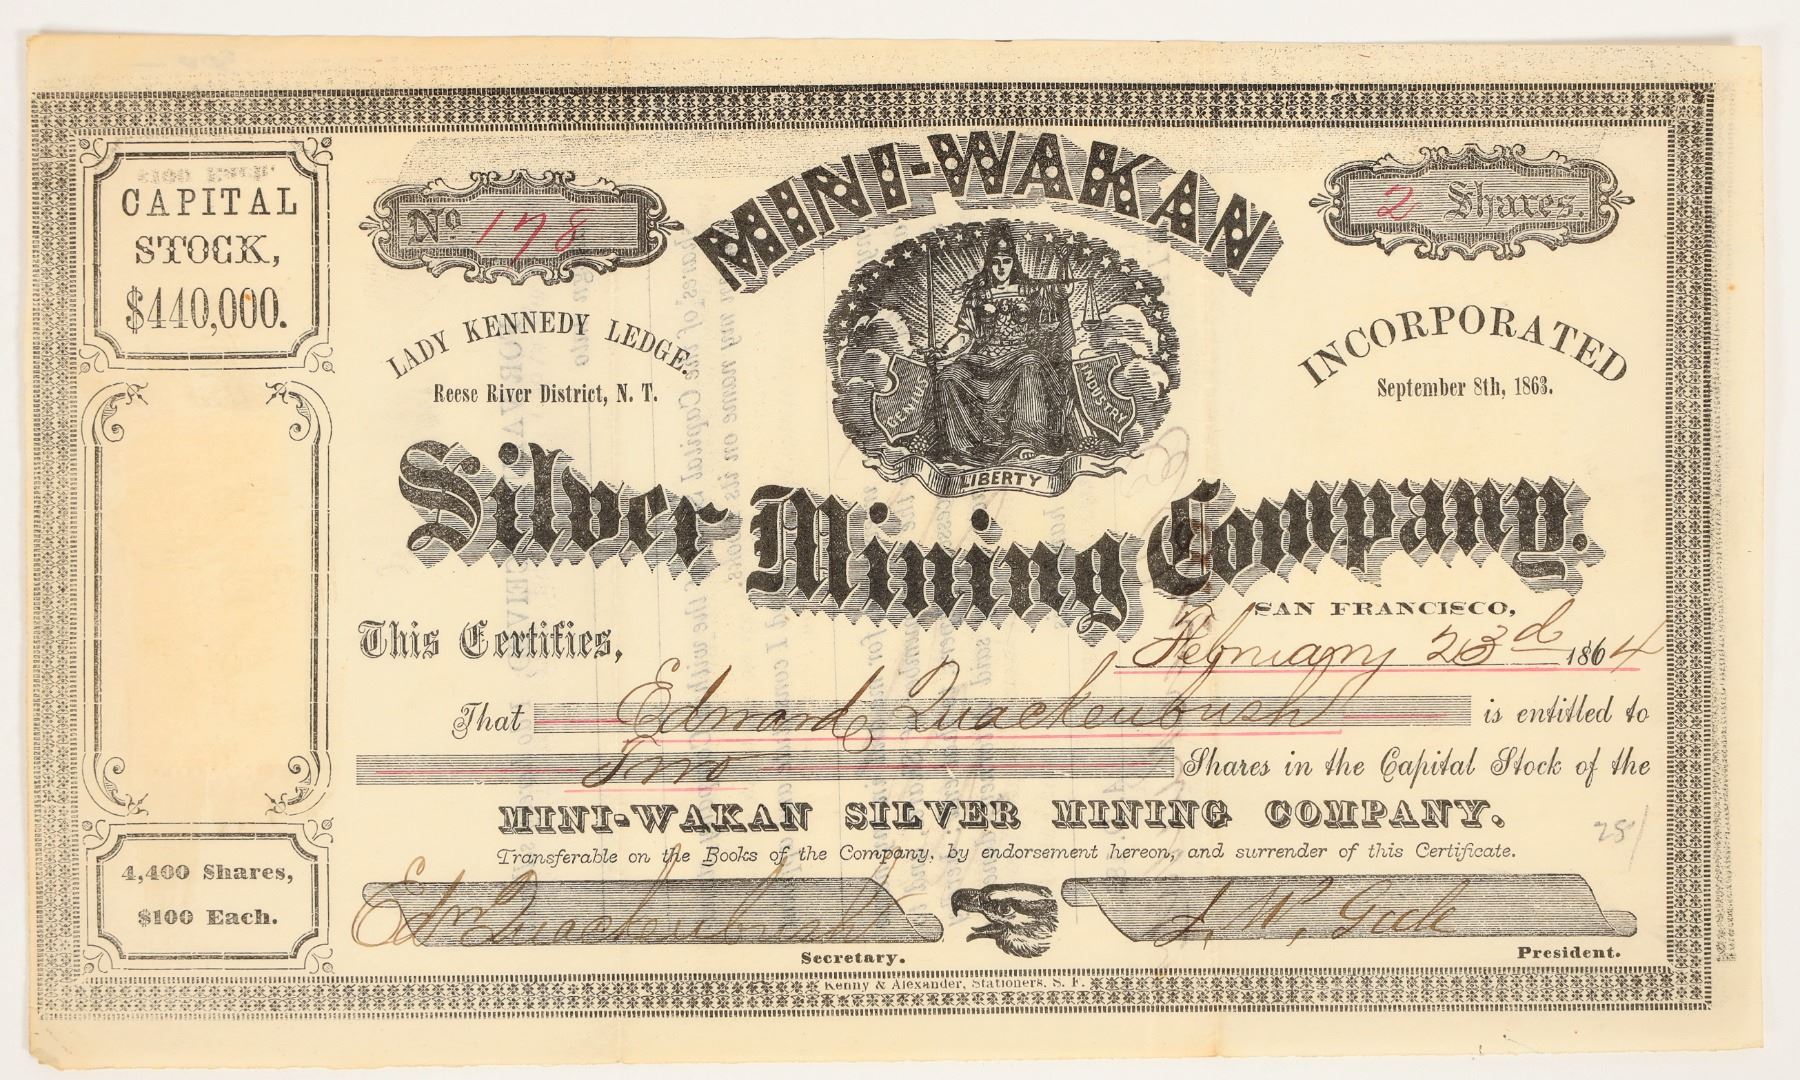 CAPITAL
STOCK,
$440,000.
4,400 Shares,
$100 Each.
No 178
MINI-WAKAN
2 Shares.
LADY KENNEDY LEDGE.
Reese River District, N. T.
GENIUS
INDUSTRY
LIBERTY
INCORPORATED
September 8th, 1863.
Silver Mining Company.
SAN FRANCISCO,
This Certifies,
February 23d 1864
That Edward Quackenbush is entitled to
Two Shares in the Capital Stock of the
MINI-WAKAN SILVER MINING COMPANY.
25/
Transferable on the Books of the Company, by endorsement hereon, and surrender of this Certificate.
Edw Quackenbush
Secretary.
President.
Kenny & Alexander, Stationers, S. F.